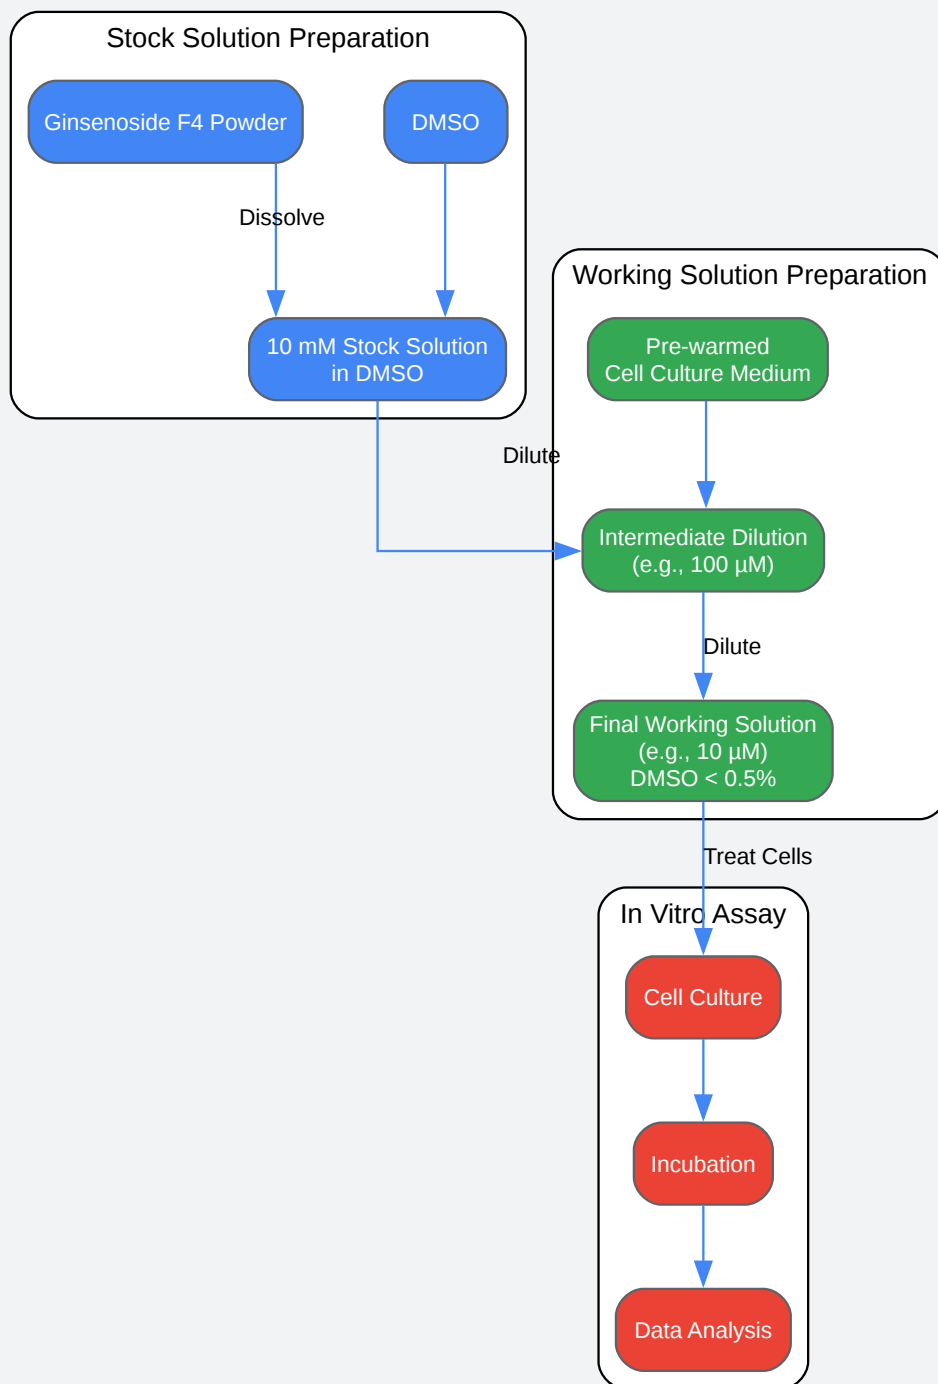 Stock Solution Preparation
Ginsenoside F4 Powder
DMSO
Dissolve
10 mM Stock Solution
in DMSO
Dilute
Working Solution Preparation
Pre-warmed
Cell Culture Medium
Intermediate Dilution
(e.g., 100 µM)
Dilute
Final Working Solution
(e.g., 10 µM)
DMSO < 0.5%
Treat Cells
In Vitro Assay
Cell Culture
Incubation
Data Analysis